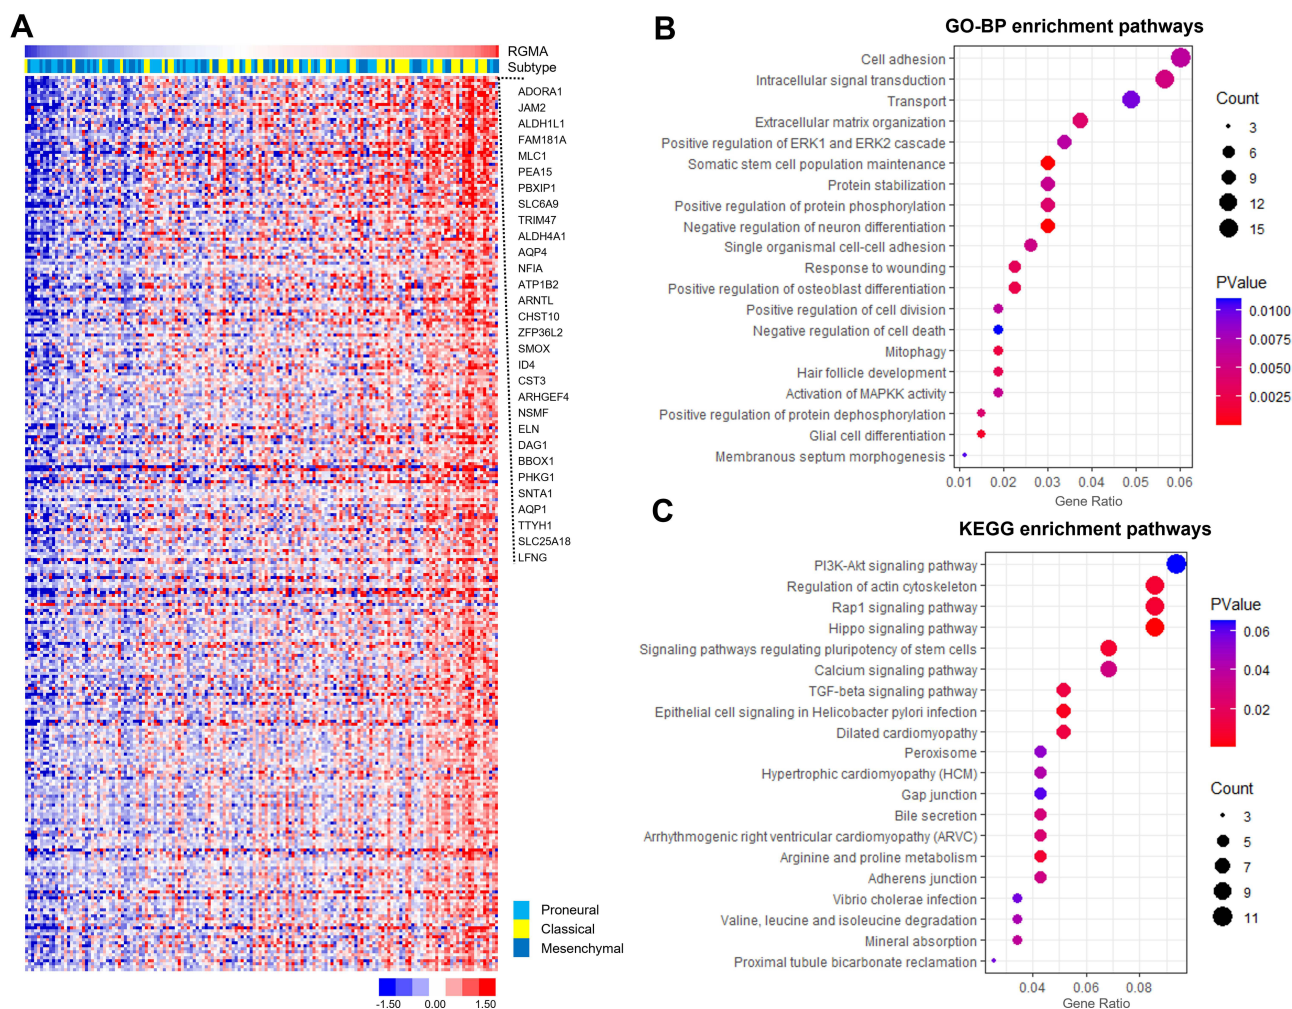 A
RGMA
Subtype
ADORA1
JAM2
ALDH1L1
FAM181A
MLC1
PEA15
PBXIP1
SLC6A9
TRIM47
ALDH4A1
AQP4
NFIA
ATP1B2
ARNTL
CHST10
ZFP36L2
SMOX
ID4
CST3
ARHGEF4
NSMF
ELN
DAG1
BBOX1
PHKG1
SNTA1
AQP1
TTYH1
SLC25A18
LFNG
Proneural
Classical
Mesenchymal
-1.50 0.00 1.50
B
GO-BP enrichment pathways
Cell adhesion
Intracellular signal transduction
Transport
Extracellular matrix organization
Positive regulation of ERK1 and ERK2 cascade
Somatic stem cell population maintenance
Protein stabilization
Positive regulation of protein phosphorylation
Negative regulation of neuron differentiation
Single organismal cell-cell adhesion
Response to wounding
Positive regulation of osteoblast differentiation
Positive regulation of cell division
Negative regulation of cell death
Mitophagy
Hair follicle development
Activation of MAPKK activity
Positive regulation of protein dephosphorylation
Glial cell differentiation
Membranous septum morphogenesis
0.01 0.02 0.03 0.04 0.05 0.06
Gene Ratio
Count
3
6
9
12
15
PValue
0.0100
0.0075
0.0050
0.0025
C
KEGG enrichment pathways
PI3K-Akt signaling pathway
Regulation of actin cytoskeleton
Rap1 signaling pathway
Hippo signaling pathway
Signaling pathways regulating pluripotency of stem cells
Calcium signaling pathway
TGF-beta signaling pathway
Epithelial cell signaling in Helicobacter pylori infection
Dilated cardiomyopathy
Peroxisome
Hypertrophic cardiomyopathy (HCM)
Gap junction
Bile secretion
Arrhythmogenic right ventricular cardiomyopathy (ARVC)
Arginine and proline metabolism
Adherens junction
Vibrio cholerae infection
Valine, leucine and isoleucine degradation
Mineral absorption
Proximal tubule bicarbonate reclamation
0.04 0.06 0.08
Gene Ratio
PValue
0.06
0.04
0.02
Count
3
5
7
9
11